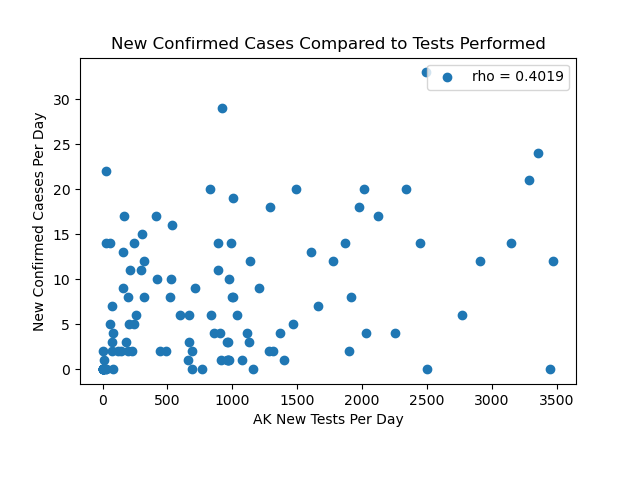 New Confirmed Cases Compared to Tests Performed
rho = 0.4019
New Confirmed Caeses Per Day
30
25
20
15
10
5
0
0 500 1000 1500 2000 2500 3000 3500
AK New Tests Per Day